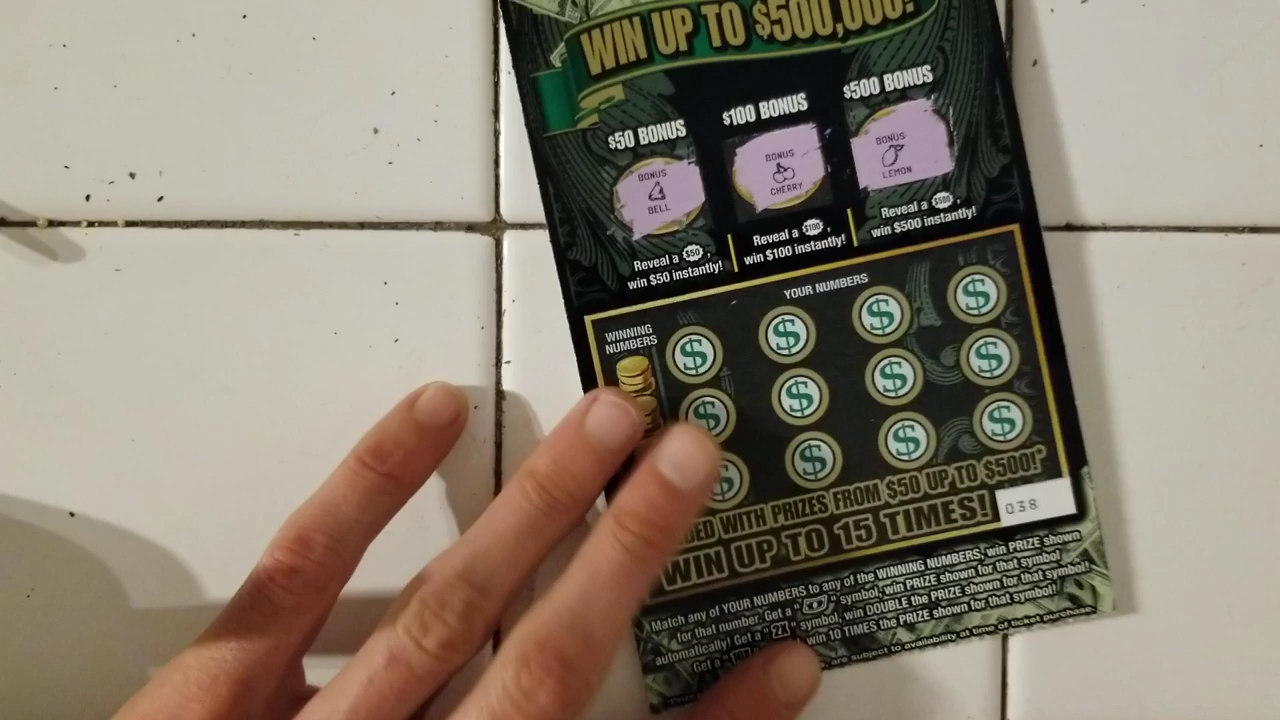 WIN UP TO $500,000!
$50 BONUS
$100 BONUS
$500 BONUS
BONUS
BELL
BONUS
CHERRY
BONUS
LEMON
Reveal a $50,
win $50 instantly!
Reveal a $100,
win $100 instantly!
Reveal a $500,
win $500 instantly!
WINNING
NUMBERS
YOUR NUMBERS
$ $ $ $
$ $ $ $
$ $ $ $
WITH PRIZES FROM $50 UP TO $500!*
WIN UP TO 15 TIMES!
038
Match any of YOUR NUMBERS to any of the WINNING NUMBERS, win PRIZE shown
for that number. Get a " " symbol, win PRIZE shown for that symbol
automatically! Get a "2X" symbol, win DOUBLE the PRIZE shown for that symbol!
Get a "10X" win 10 TIMES the PRIZE shown for that symbol!
are subject to availability at time of ticket purchase.